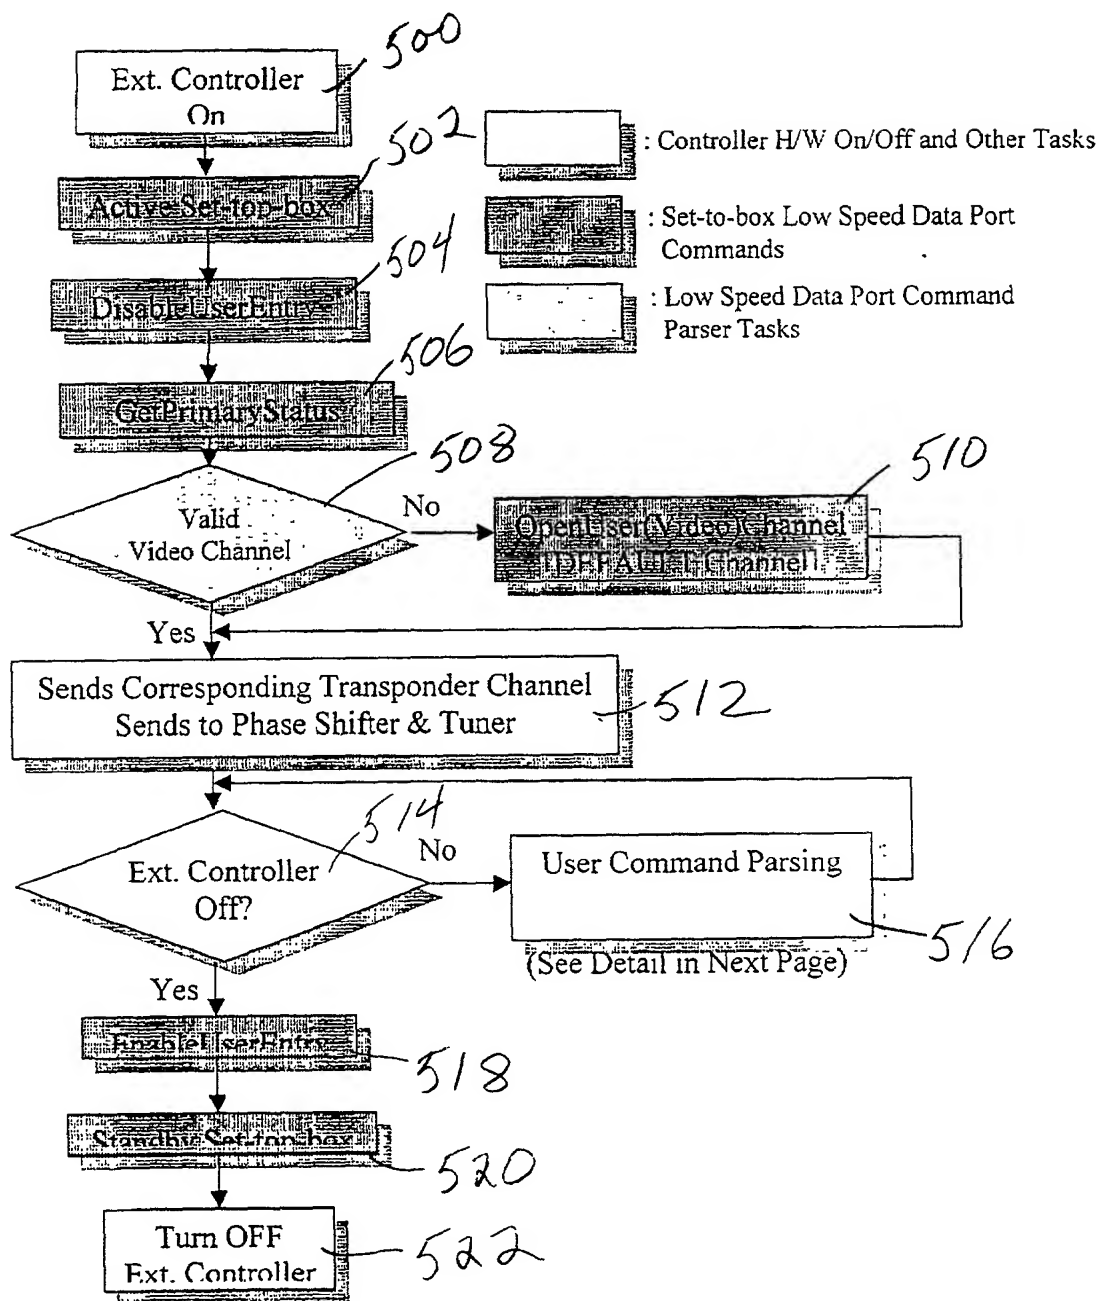 500
Ext. Controller
On
502
: Controller H/W On/Off and Other Tasks
Active Set-top-box
: Set-to-box Low Speed Data Port
Commands
504
DisableUserEntry
: Low Speed Data Port Command
Parser Tasks
506
GetPrimaryStatus
508
Valid
Video Channel
No
510
OpenUser(Video)Channel
[DEFAULT Channel]
Yes
Sends Corresponding Transponder Channel
Sends to Phase Shifter & Tuner
512
514
Ext. Controller
Off?
No
User Command Parsing
516
(See Detail in Next Page)
Yes
EnableUserEntry
518
Standby Set-top-box
520
Turn OFF
Ext. Controller
522